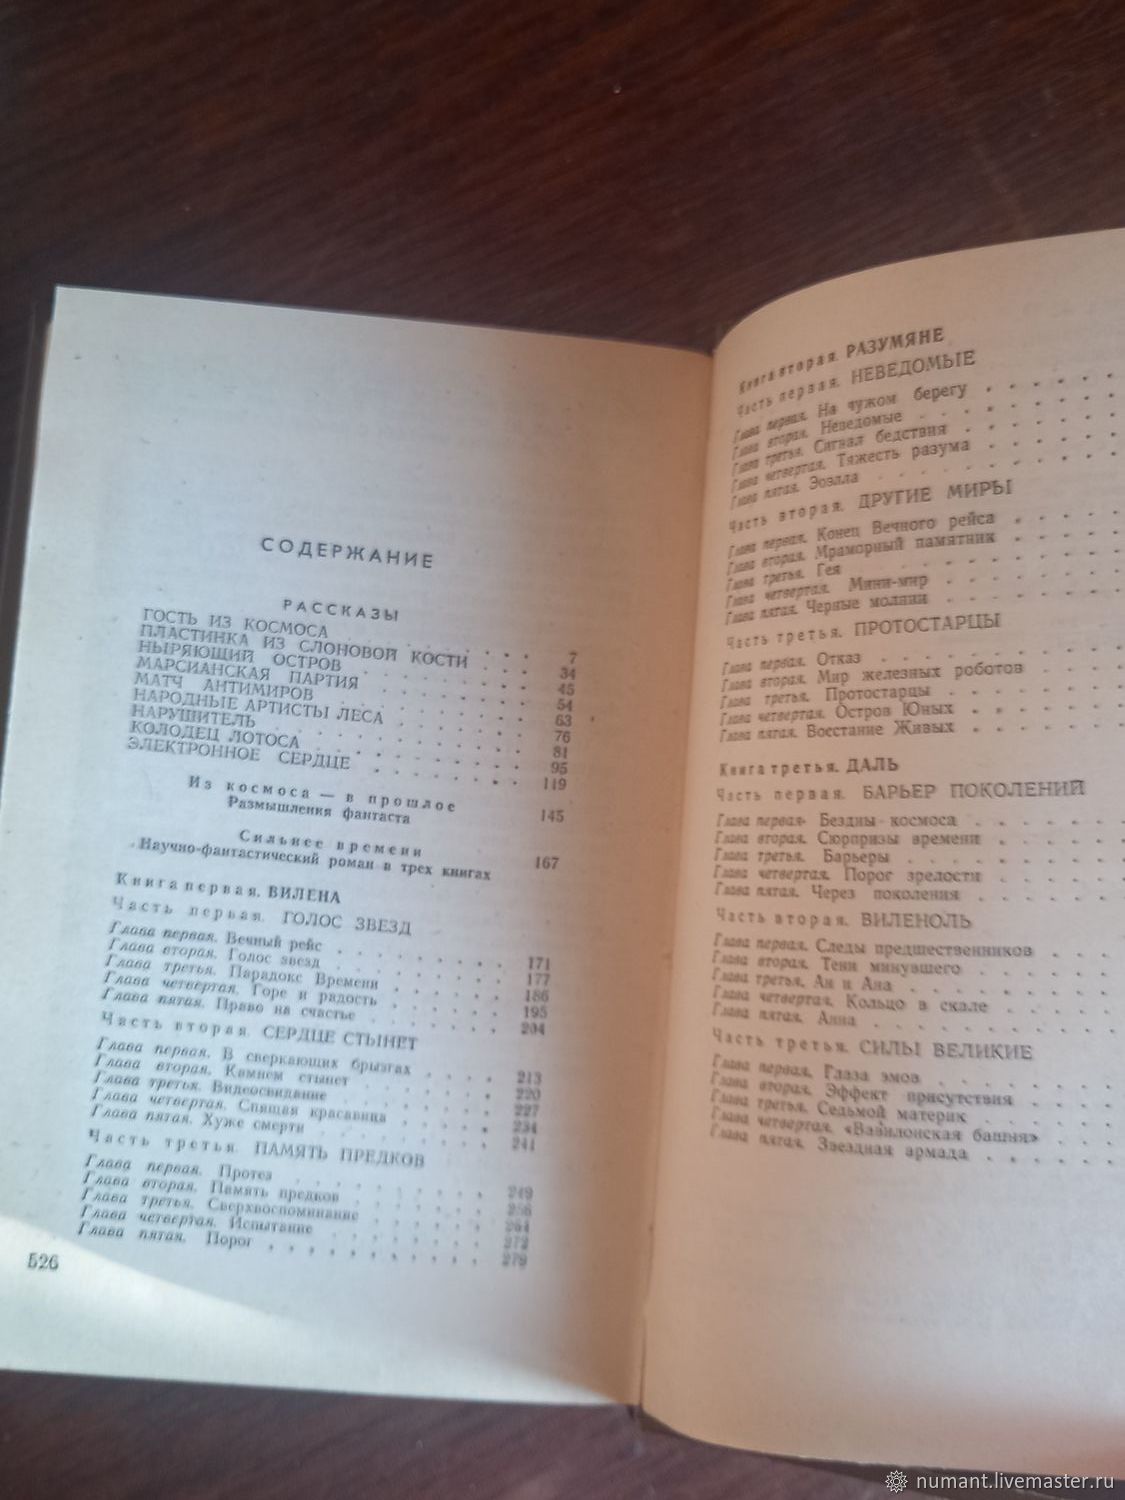 СОДЕРЖАНИЕ
РАССКАЗЫ
ГОСТЬ ИЗ КОСМОСА . . . . . . . 7
ПЛАСТИНКА ИЗ СЛОНОВОЙ КОСТИ . . . 34
НЫРЯЮЩИЙ ОСТРОВ . . . . . . . 45
МАРСИАНСКАЯ ПАРТИЯ . . . . . . . 54
МАТЧ АНТИМИРОВ . . . . . . . 63
НАРОДНЫЕ АРТИСТЫ ЛЕСА . . . . . . . 76
НАРУШИТЕЛЬ . . . . . . . 81
КОЛОДЕЦ ЛОТОСА . . . . . . . 95
ЭЛЕКТРОННОЕ СЕРДЦЕ . . . . . . . 119
Из космоса — в прошлое
Размышления фантаста 145
Сильнее времени
Научно-фантастический роман в трех книгах 167
Книга первая. ВИЛЕНА
Часть первая. ГОЛОС ЗВЕЗД
Глава первая. Вечный рейс . . . . . . . 171
Глава вторая. Голос звезд . . . . . . . 177
Глава третья. Парадокс Времени . . . . . . . 186
Глава четвертая. Горе и радость . . . . . . . 195
Глава пятая. Право на счастье . . . . . . . 204
Часть вторая. СЕРДЦЕ СТЫНЕТ
Глава первая. В сверкающих брызгах . . . . 213
Глава вторая. Камнем стынет . . . . . . . 220
Глава третья. Видеосвидание . . . . . . . 227
Глава четвертая. Спящая красавица . . . . 234
Глава пятая. Хуже смерти . . . . . . . 241
Часть третья. ПАМЯТЬ ПРЕДКОВ
Глава первая. Протез . . . . . . . 249
Глава вторая. Память предков . . . . . . . 256
Глава третья. Сверхвоспоминание . . . . 264
Глава четвертая. Испытание . . . . . . . 272
Глава пятая. Порог . . . . . . . 279
526
Книга вторая. РАЗУМЯНЕ
Часть первая. НЕВЕДОМЫЕ
Глава первая. На чужом берегу . . . . .
Глава вторая. Неведомые . . . . .
Глава третья. Сигнал бедствия . . . . .
Глава четвертая. Тяжесть разума . . . . .
Глава пятая. Эоэлла . . . . .
Часть вторая. ДРУГИЕ МИРЫ
Глава первая. Конец Вечного рейса . . . .
Глава вторая. Мраморный памятник . . . .
Глава третья. Гея . . . . .
Глава четвертая. Мини-мир . . . . .
Глава пятая. Черные молнии . . . . .
Часть третья. ПРОТОСТАРЦЫ
Глава первая. Отказ . . . . .
Глава вторая. Мир железных роботов . . . .
Глава третья. Протостарцы . . . . .
Глава четвертая. Остров Юных . . . . .
Глава пятая. Восстание Живых . . . . .
Книга третья. ДАЛЬ
Часть первая. БАРЬЕР ПОКОЛЕНИЙ
Глава первая. Бездны космоса . . . . .
Глава вторая. Сюрпризы времени . . . . .
Глава третья. Барьеры . . . . .
Глава четвертая. Порог зрелости . . . . .
Глава пятая. Через поколения . . . . .
Часть вторая. ВИЛЕНОЛЬ
Глава первая. Следы предшественников . . .
Глава вторая. Тени минувшего . . . . .
Глава третья. Ан и Ана . . . . .
Глава четвертая. Кольцо в скале . . . . .
Глава пятая. Анна . . . . .
Часть третья. СИЛЫ ВЕЛИКИЕ
Глава первая. Глаза эмов . . . . .
Глава вторая. Эффект присутствия . . . .
Глава третья. Седьмой материк . . . . .
Глава четвертая. «Вавилонская башня» . . .
Глава пятая. Звездная армада . . . . .
numant.livemaster.ru